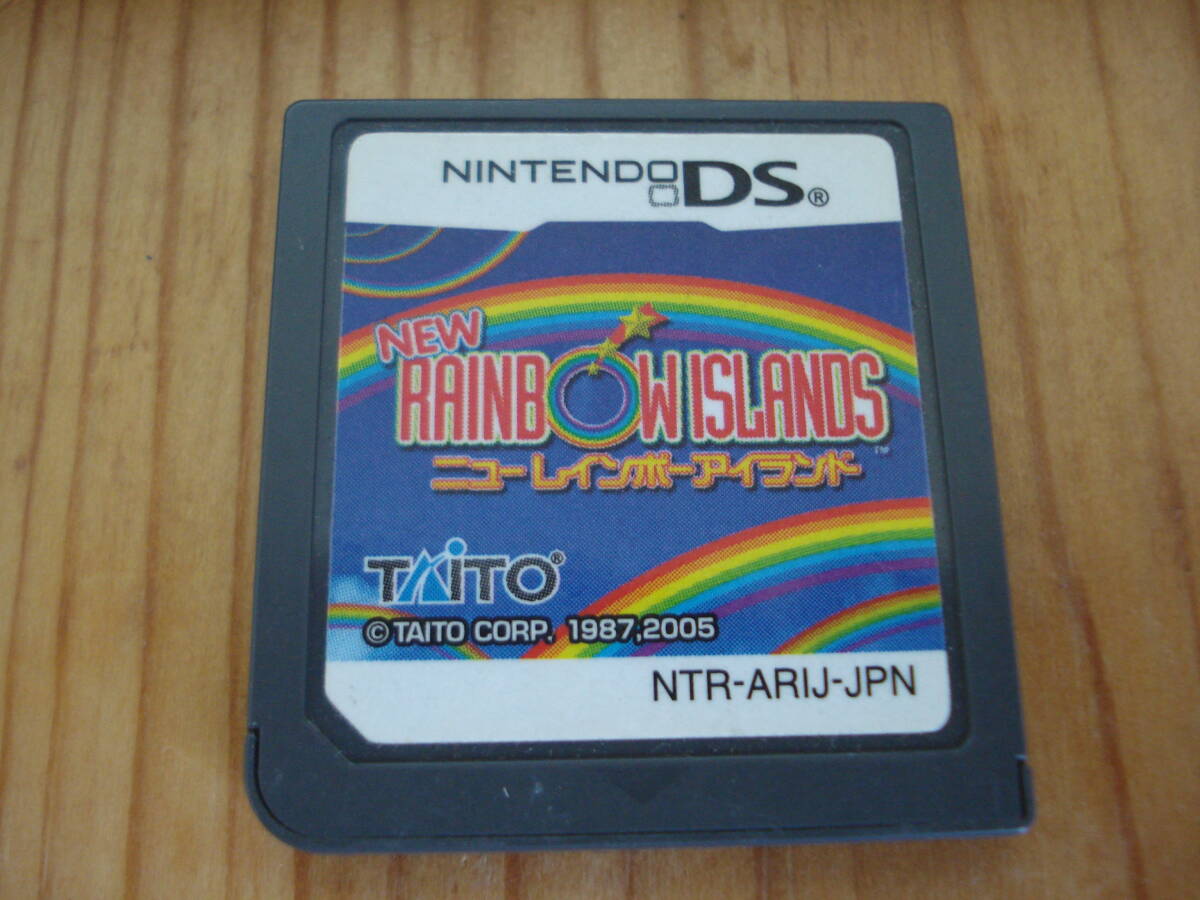 NINTENDO DS®
NEW
RAINBOW ISLANDS™
ニューレインボーアイランド
TAITO®
© TAITO CORP. 1987,2005
NTR-ARIJ-JPN